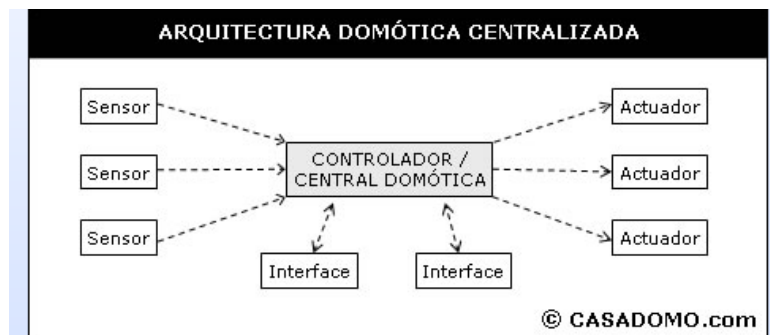 ARQUITECTURA DOMÓTICA CENTRALIZADA
Sensor
Actuador
CONTROLADOR /
CENTRAL DOMÓTICA
Sensor
Actuador
Sensor
Actuador
Interface
Interface
© CASADOMO.com